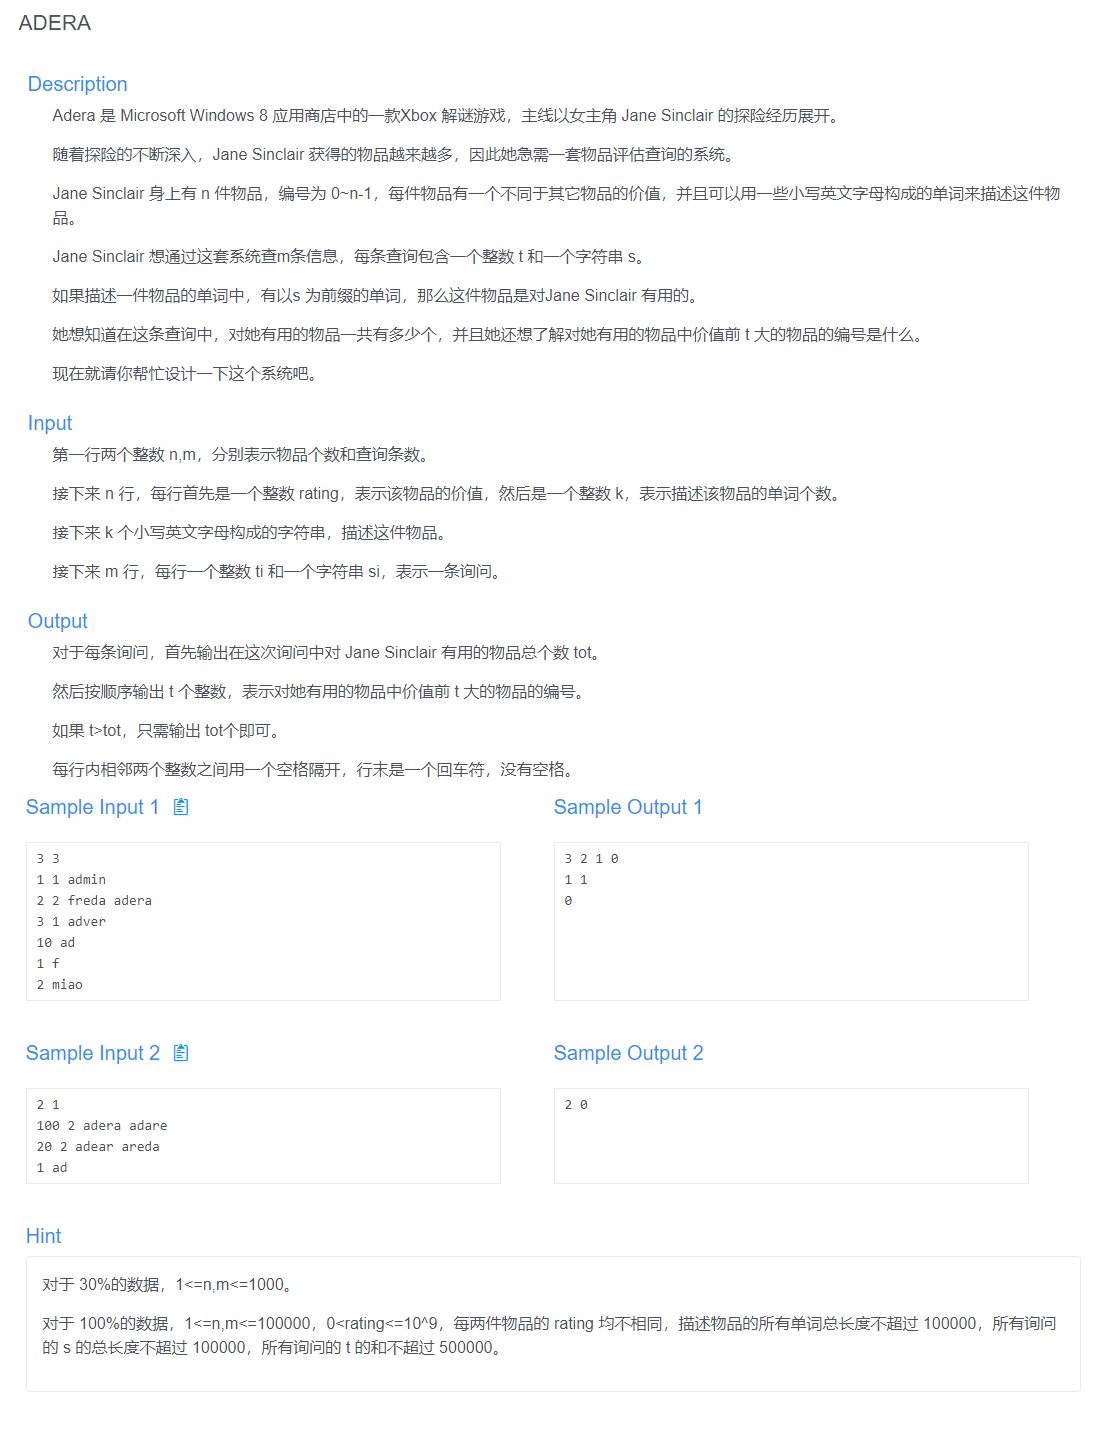 ADERA
Description
Adera 是 Microsoft Windows 8 应用商店中的一款Xbox 解谜游戏，主线以女主角 Jane Sinclair 的探险经历展开。
随着探险的不断深入，Jane Sinclair 获得的物品越来越多，因此她急需一套物品评估查询的系统。
Jane Sinclair 身上有 n 件物品，编号为 0~n-1，每件物品有一个不同于其它物品的价值，并且可以用一些小写英文字母构成的单词来描述这件物
品。
Jane Sinclair 想通过这套系统查m条信息，每条查询包含一个整数 t 和一个字符串 s。
如果描述一件物品的单词中，有以s 为前缀的单词，那么这件物品是对Jane Sinclair 有用的。
她想知道在这条查询中，对她有用的物品一共有多少个，并且她还想了解对她有用的物品中价值前 t 大的物品的编号是什么。
现在就请你帮忙设计一下这个系统吧。
Input
第一行两个整数 n,m，分别表示物品个数和查询条数。
接下来 n 行，每行首先是一个整数 rating，表示该物品的价值，然后是一个整数 k，表示描述该物品的单词个数。
接下来 k 个小写英文字母构成的字符串，描述这件物品。
接下来 m 行，每行一个整数 ti 和一个字符串 si，表示一条询问。
Output
对于每条询问，首先输出在这次询问中对 Jane Sinclair 有用的物品总个数 tot。
然后按顺序输出 t 个整数，表示对她有用的物品中价值前 t 大的物品的编号。
如果 t>tot，只需输出 tot个即可。
每行内相邻两个整数之间用一个空格隔开，行末是一个回车符，没有空格。
Sample Input 1
3 3
1 1 admin
2 2 freda adera
3 1 adver
10 ad
1 f
2 miao
Sample Output 1
3 2 1 0
1 1
0
Sample Input 2
2 1
100 2 adera adare
20 2 adear areda
1 ad
Sample Output 2
2 0
Hint
对于 30%的数据，1<=n,m<=1000。
对于 100%的数据，1<=n,m<=100000，0<rating<=10^9，每两件物品的 rating 均不相同，描述物品的所有单词总长度不超过 100000，所有询问
的 s 的总长度不超过 100000，所有询问的 t 的和不超过 500000。